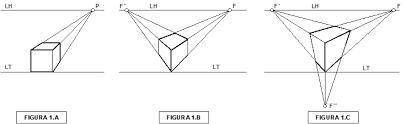 LH P
LT
FIGURA 1.A
F´ LH F
LT
FIGURA 1.B
F´ LH F
LT
F´´
FIGURA 1.C